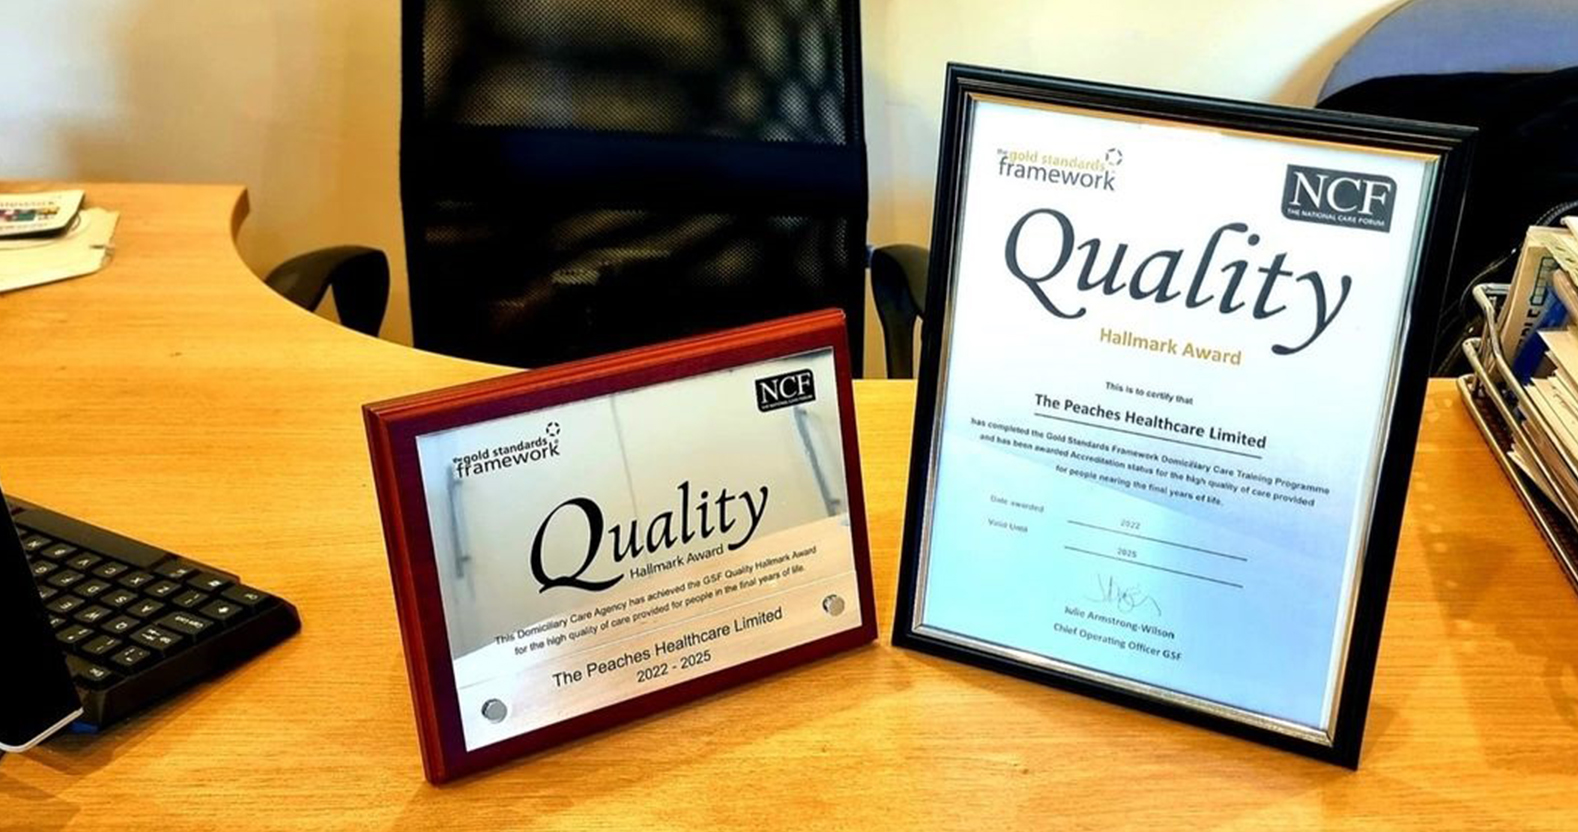 the gold standards
framework
NCF
THE NATIONAL CARE FORUM
Quality
Hallmark Award
This Domiciliary Care Agency has achieved the GSF Quality Hallmark Award
for the high quality of care provided for people in the final years of life.
The Peaches Healthcare Limited
2022 - 2025
the gold standards
framework
NCF
THE NATIONAL CARE FORUM
Quality
Hallmark Award
This is to certify that
The Peaches Healthcare Limited
has completed the Gold Standards Framework Domiciliary Care Training Programme
and has been awarded Accreditation status for the high quality of care provided
for people nearing the final years of life.
Date awarded 2022
Valid Until 2025
Julie Armstrong-Wilson
Chief Operating Officer GSF